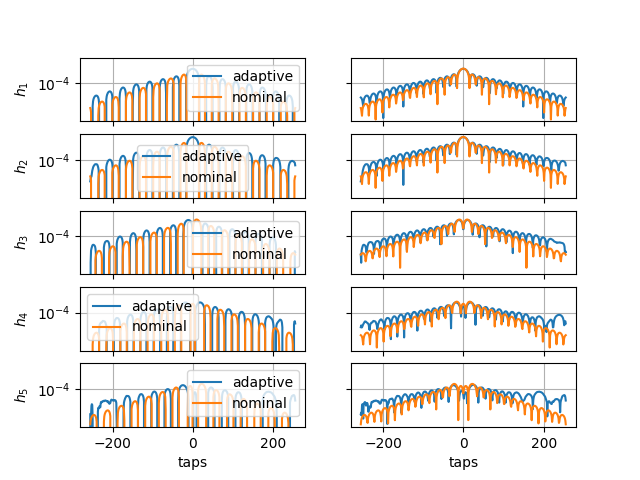 h₁
10⁻⁴
adaptive
nominal
h₂
10⁻⁴
adaptive
nominal
h₃
10⁻⁴
adaptive
nominal
h₄
10⁻⁴
adaptive
nominal
h₅
10⁻⁴
adaptive
nominal
−200 0 200
−200 0 200
taps
taps